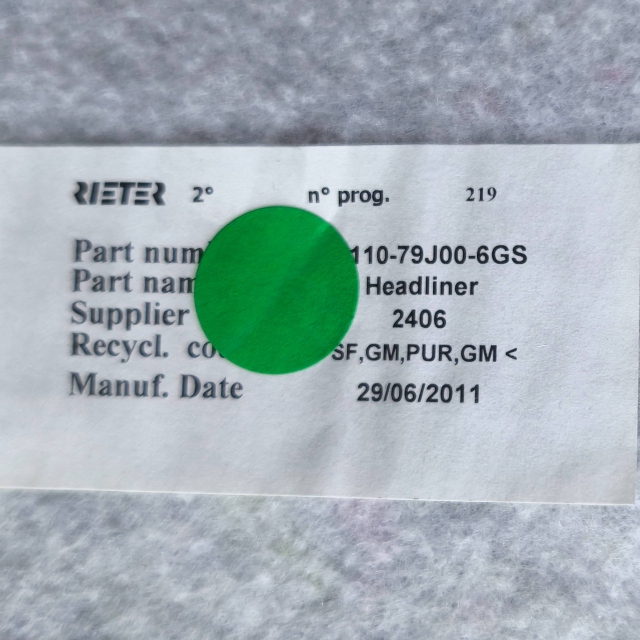 RIETER 2° n° prog. 219
Part num 110-79J00-6GS
Part nam Headliner
Supplier 2406
Recycl. co SF,GM,PUR,GM <
Manuf. Date 29/06/2011